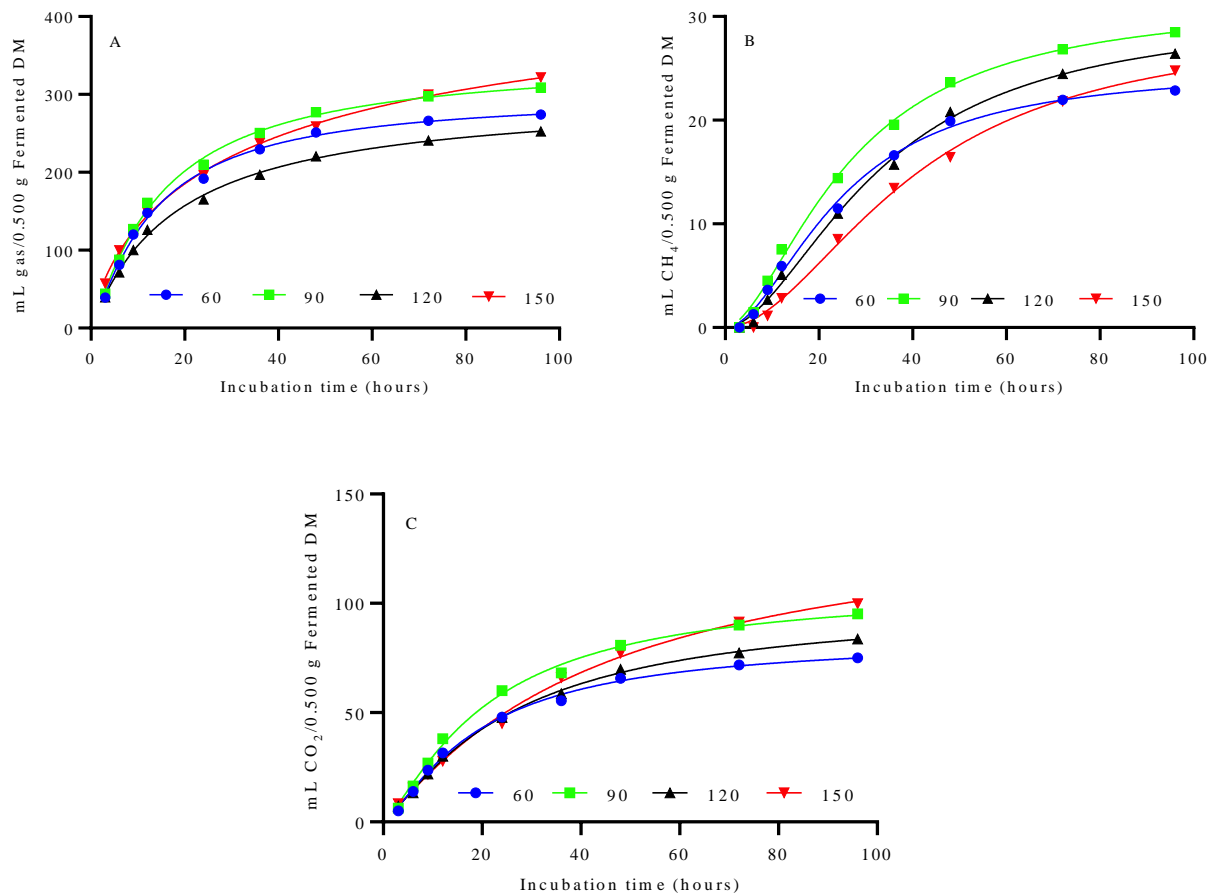 A
mL gas/0.500 g Fermented DM
400
300
200
100
0
0 20 40 60 80 100
60 90 120 150
Incubation time (hours)
B
mL CH₄/0.500 g Fermented DM
30
20
10
0
0 20 40 60 80 100
60 90 120 150
Incubation time (hours)
C
mL CO₂/0.500 g Fermented DM
150
100
50
0
0 20 40 60 80 100
60 90 120 150
Incubation time (hours)